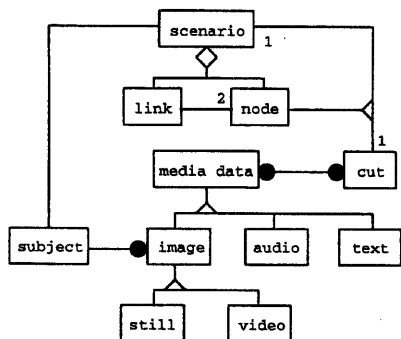 scenario
1
link
2
node
1
media data
cut
subject
image
audio
text
still
video